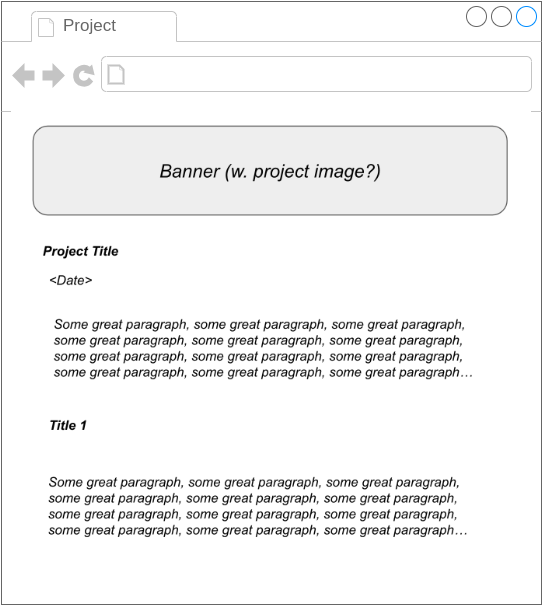 Project
Banner (w. project image?)
Project Title
<Date>
Some great paragraph, some great paragraph, some great paragraph,
some great paragraph, some great paragraph, some great paragraph,
some great paragraph, some great paragraph, some great paragraph,
some great paragraph, some great paragraph, some great paragraph…
Title 1
Some great paragraph, some great paragraph, some great paragraph,
some great paragraph, some great paragraph, some great paragraph,
some great paragraph, some great paragraph, some great paragraph,
some great paragraph, some great paragraph, some great paragraph…